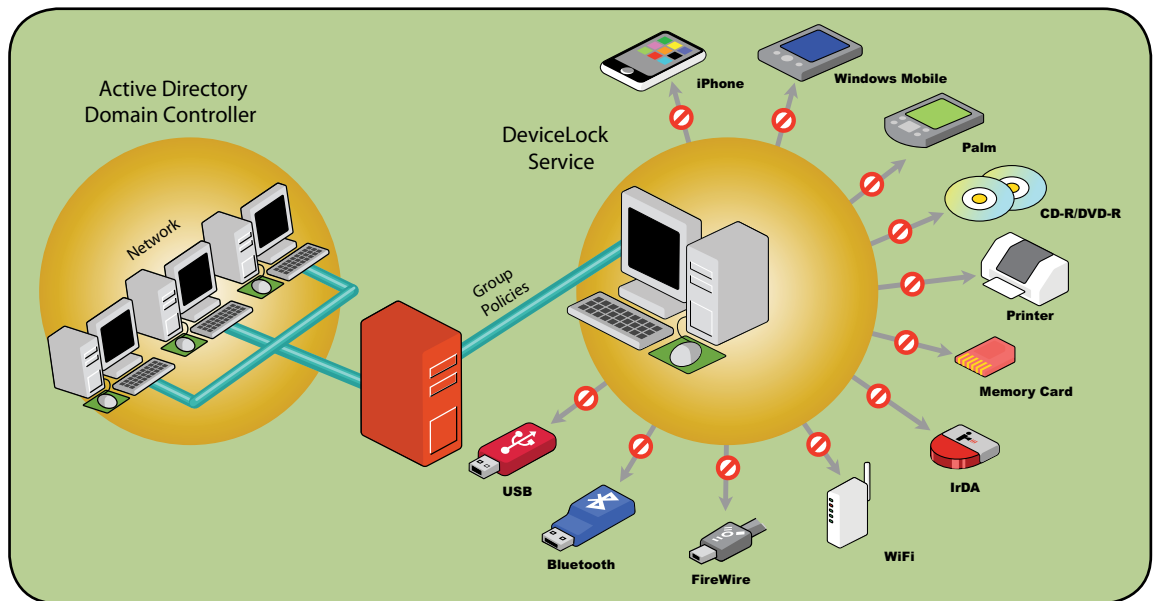 Active Directory
Domain Controller
Network
Group
Policies
DeviceLock
Service
iPhone
Windows Mobile
Palm
CD-R/DVD-R
Printer
Memory Card
IrDA
WiFi
FireWire
Bluetooth
USB